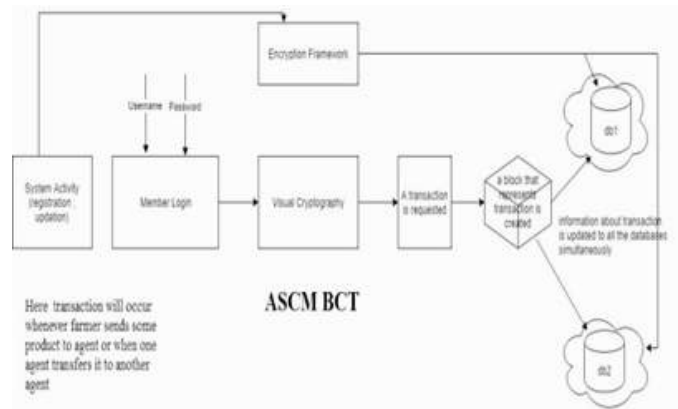 Encryption Framework
Username
Password
db1
System Activity
(registration ,
updation)
Member Login
Visual Cryptography
A transaction
is requested
a block that
represents
transaction is
created
information about transaction
is updated to all the databases
simultaneously
Here transaction will occur
whenever farmer sends some
product to agent or when one
agent transfers it to another
agent
ASCM BCT
db2